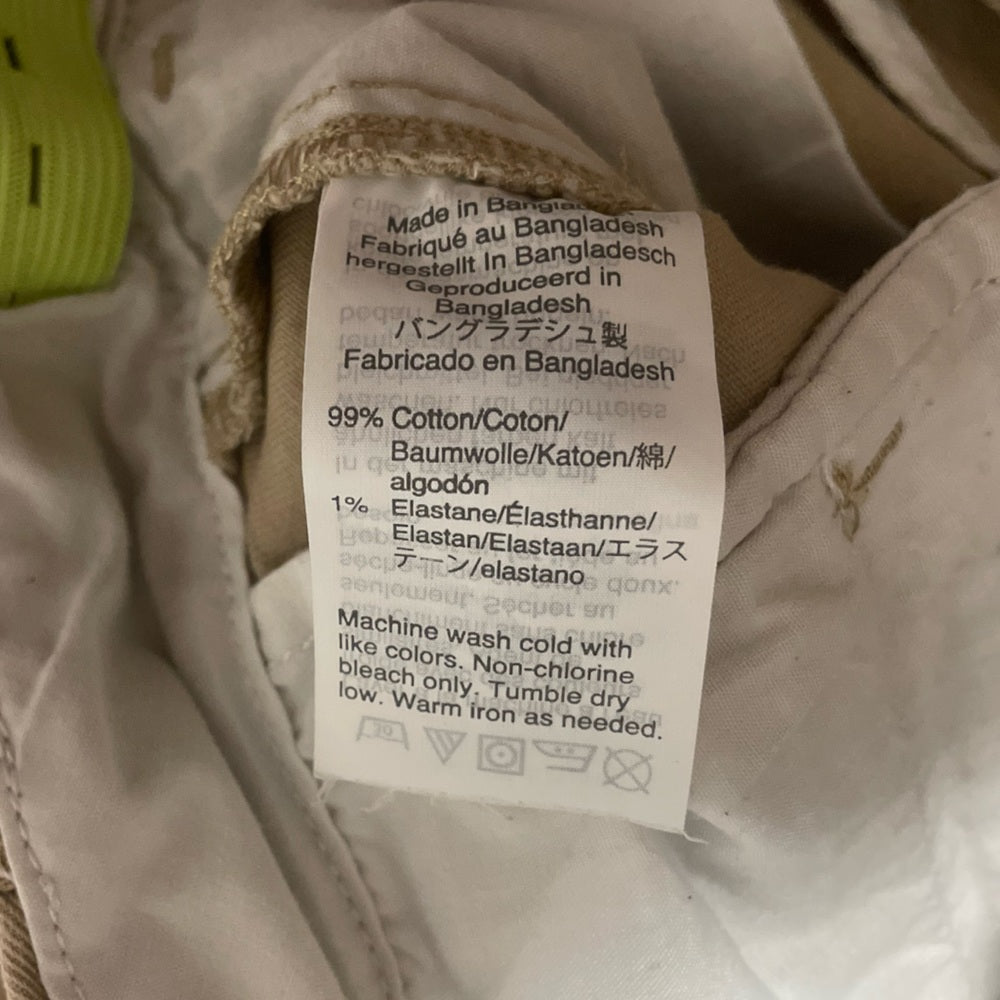 Made in Bangladesh
Fabriqué au Bangladesh
hergestellt In Bangladesch
Geproduceerd in
Bangladesh
バングラデシュ製
Fabricado en Bangladesh
99% Cotton/Coton/
Baumwolle/Katoen/綿/
algodón
1% Elastane/Élasthanne/
Elastan/Elastaan/エラス
テーン/elastano
Machine wash cold with
like colors. Non-chlorine
bleach only. Tumble dry
low. Warm iron as needed.